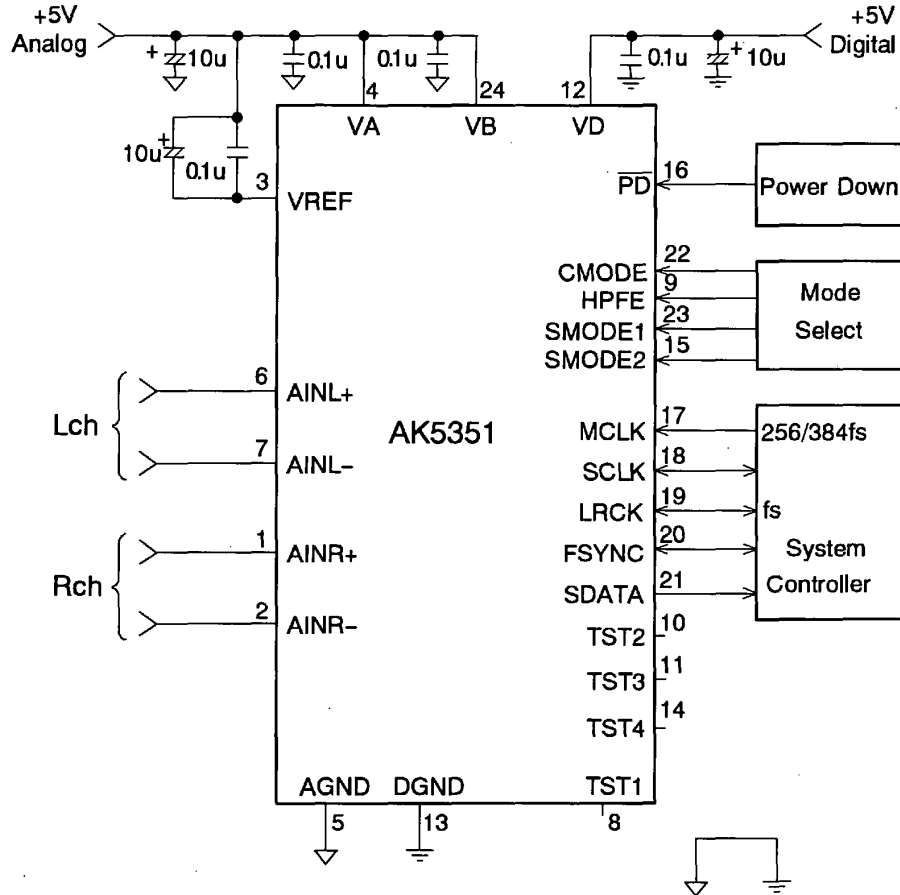 +5V
Analog
+5V
Digital
+
10u
0.1u
0.1u
0.1u
+
10u
4
24
12
VA
VB
VD
+
10u
0.1u
3
VREF
PD
16
Power Down
CMODE
22
HPFE
9
SMODE1
23
SMODE2
15
Mode
Select
Lch
6
AINL+
7
AINL−
Rch
1
AINR+
2
AINR−
AK5351
MCLK
17
256/384fs
SCLK
18
LRCK
19
fs
FSYNC
20
SDATA
21
System
Controller
TST2
10
TST3
11
TST4
14
AGND
DGND
TST1
5
13
8